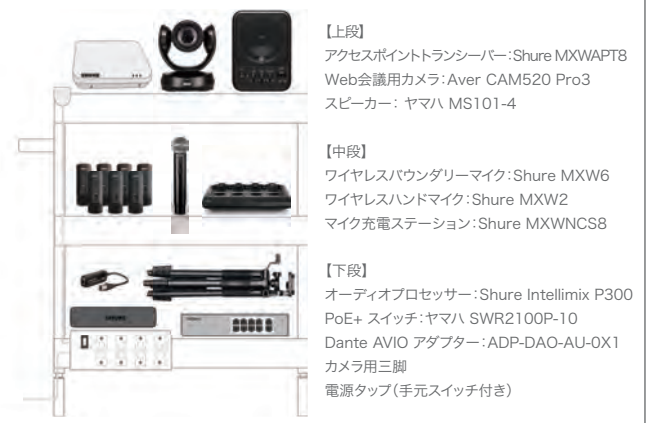 【上段】
アクセスポイントトランシーバー：Shure MXWAPT8
Web会議用カメラ：Aver CAM520 Pro3
スピーカー： ヤマハ MS101-4
【中段】
ワイヤレスバウンダリーマイク：Shure MXW6
ワイヤレスハンドマイク：Shure MXW2
マイク充電ステーション：Shure MXWNCS8
【下段】
オーディオプロセッサー：Shure Intellimix P300
PoE+ スイッチ：ヤマハ SWR2100P-10
Dante AVIO アダプター：ADP-DAO-AU-0X1
カメラ用三脚
電源タップ（手元スイッチ付き）